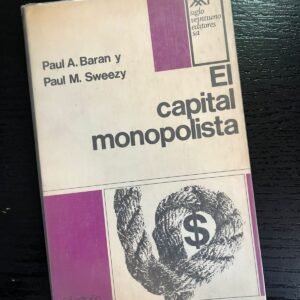 siglo
veintiuno
editores
sa
Paul A. Baran y
Paul M. Sweezy
El
capital
monopolista
$